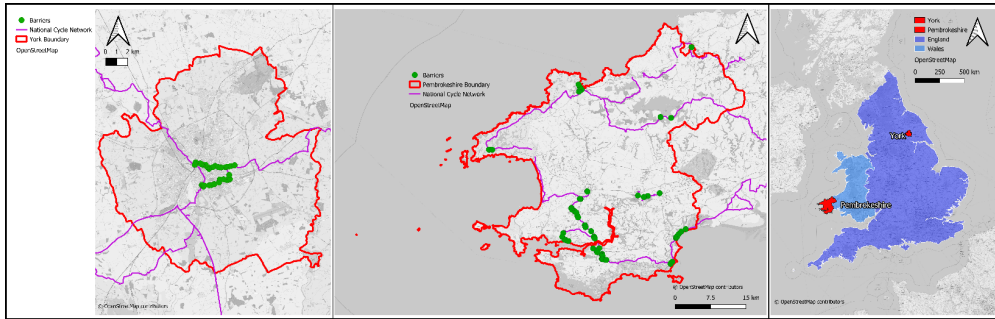 Barriers
National Cycle Network
York Boundary
OpenStreetMap
0 1 2 km
© OpenStreetMap contributors
Barriers
Pembrokeshire Boundary
National Cycle Network
OpenStreetMap
© OpenStreetMap contributors
0 7.5 15 km
York
Pembrokeshire
England
Wales
OpenStreetMap
0 250 500 km
York
Pembrokeshire
© OpenStreetMap contributors